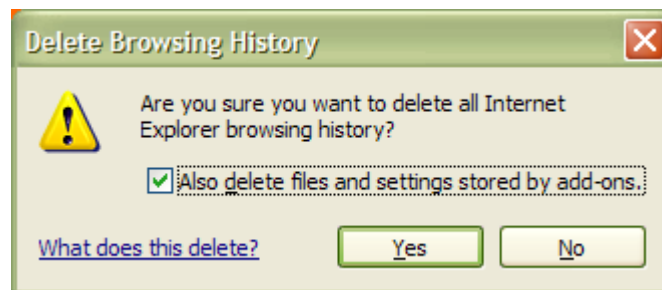 Delete Browsing History
Are you sure you want to delete all Internet
Explorer browsing history?
Also delete files and settings stored by add-ons.
What does this delete?
Yes
No